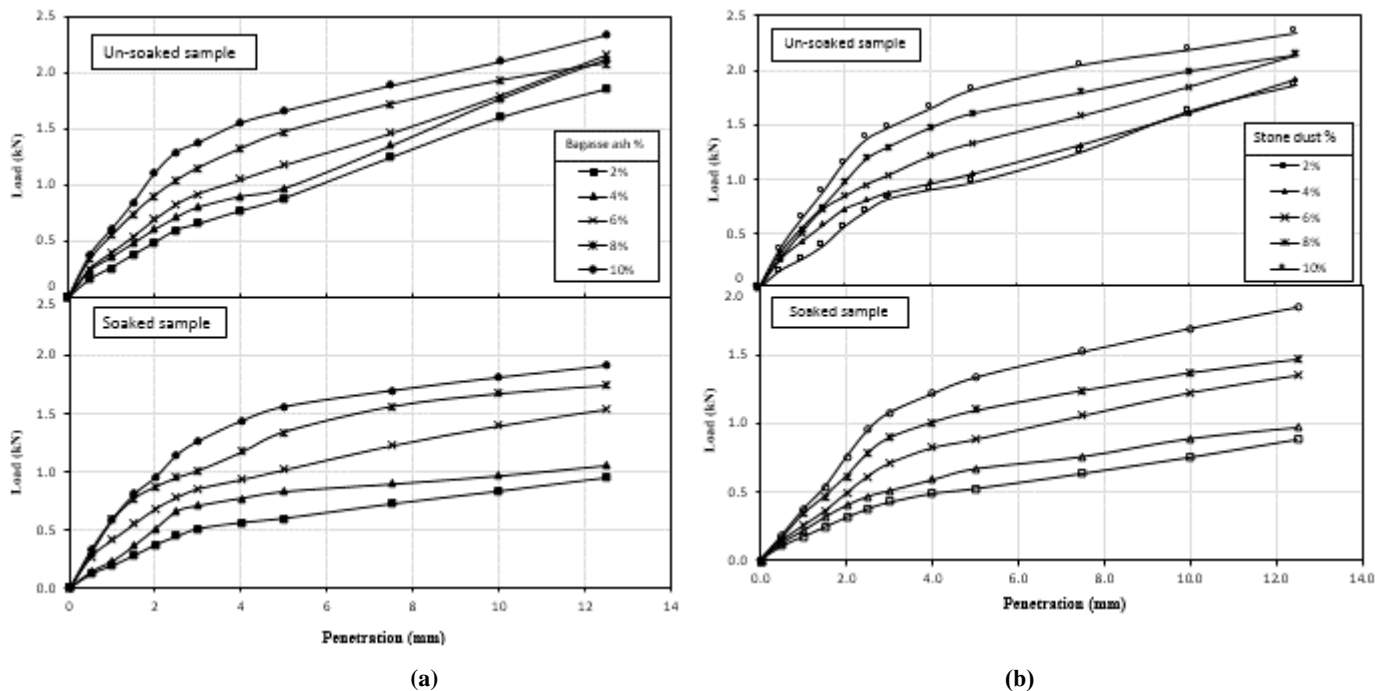 2.5
Un-soaked sample
2.0
1.5
Load (kN)
1.0
0.5
0
Bagasse ash %
2%
4%
6%
8%
10%
2.5
Soaked sample
2.0
1.5
Load (kN)
1.0
0.5
0.0
0 2 4 6 8 10 12 14
Penetration (mm)
(a)
2.5
Un-soaked sample
2.0
1.5
Load (kN)
1.0
0.5
0
Stone dust %
2%
4%
6%
8%
10%
2.0
Soaked sample
1.5
Load (kN)
1.0
0.5
0.0
0.0 2.0 4.0 6.0 8.0 10.0 12.0 14.0
Penetration (mm)
(b)